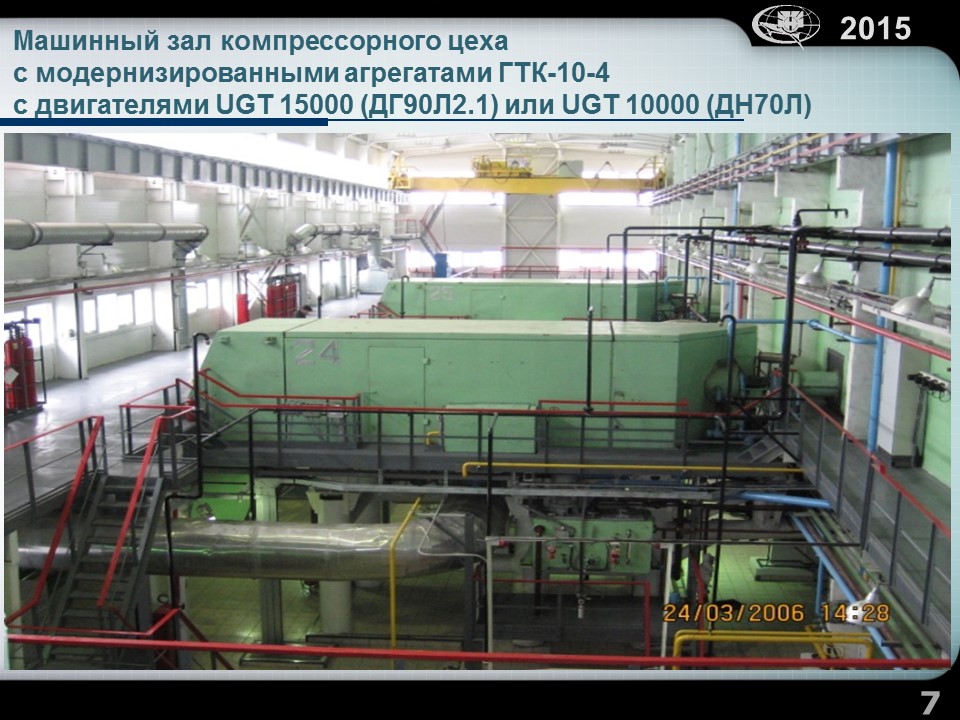 2015
Машинный зал компрессорного цеха
с модернизированными агрегатами ГТК-10-4
с двигателями UGT 15000 (ДГ90Л2.1) или UGT 10000 (ДН70Л)
24
24/03/2006 14:28
7